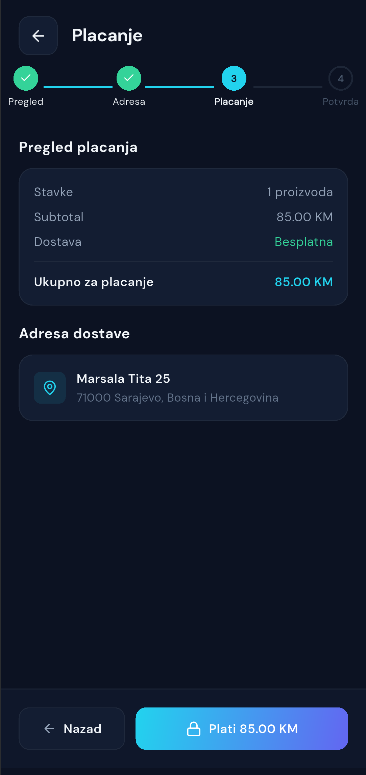 Placanje
3
4
Pregled
Adresa
Placanje
Potvrda
Pregled placanja
Stavke 1 proizvoda
Subtotal 85.00 KM
Dostava Besplatna
Ukupno za placanje 85.00 KM
Adresa dostave
Marsala Tita 25
71000 Sarajevo, Bosna i Hercegovina
Nazad
Plati 85.00 KM